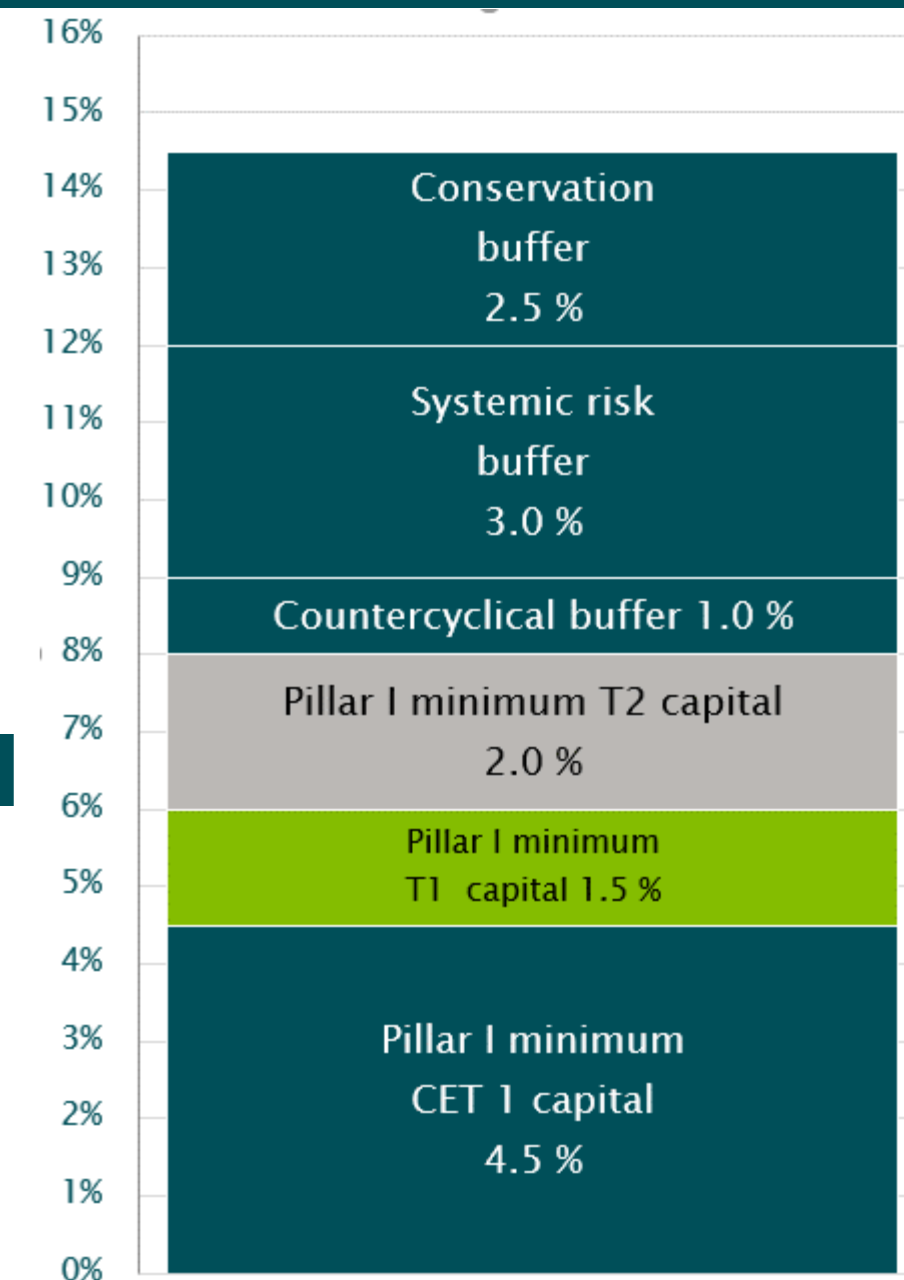 16%
15%
14%
13%
12%
11%
10%
9%
8%
7%
6%
5%
4%
3%
2%
1%
0%
Conservation
buffer
2.5 %
Systemic risk
buffer
3.0 %
Countercyclical buffer 1.0 %
Pillar I minimum T2 capital
2.0 %
Pillar I minimum
T1 capital 1.5 %
Pillar I minimum
CET 1 capital
4.5 %